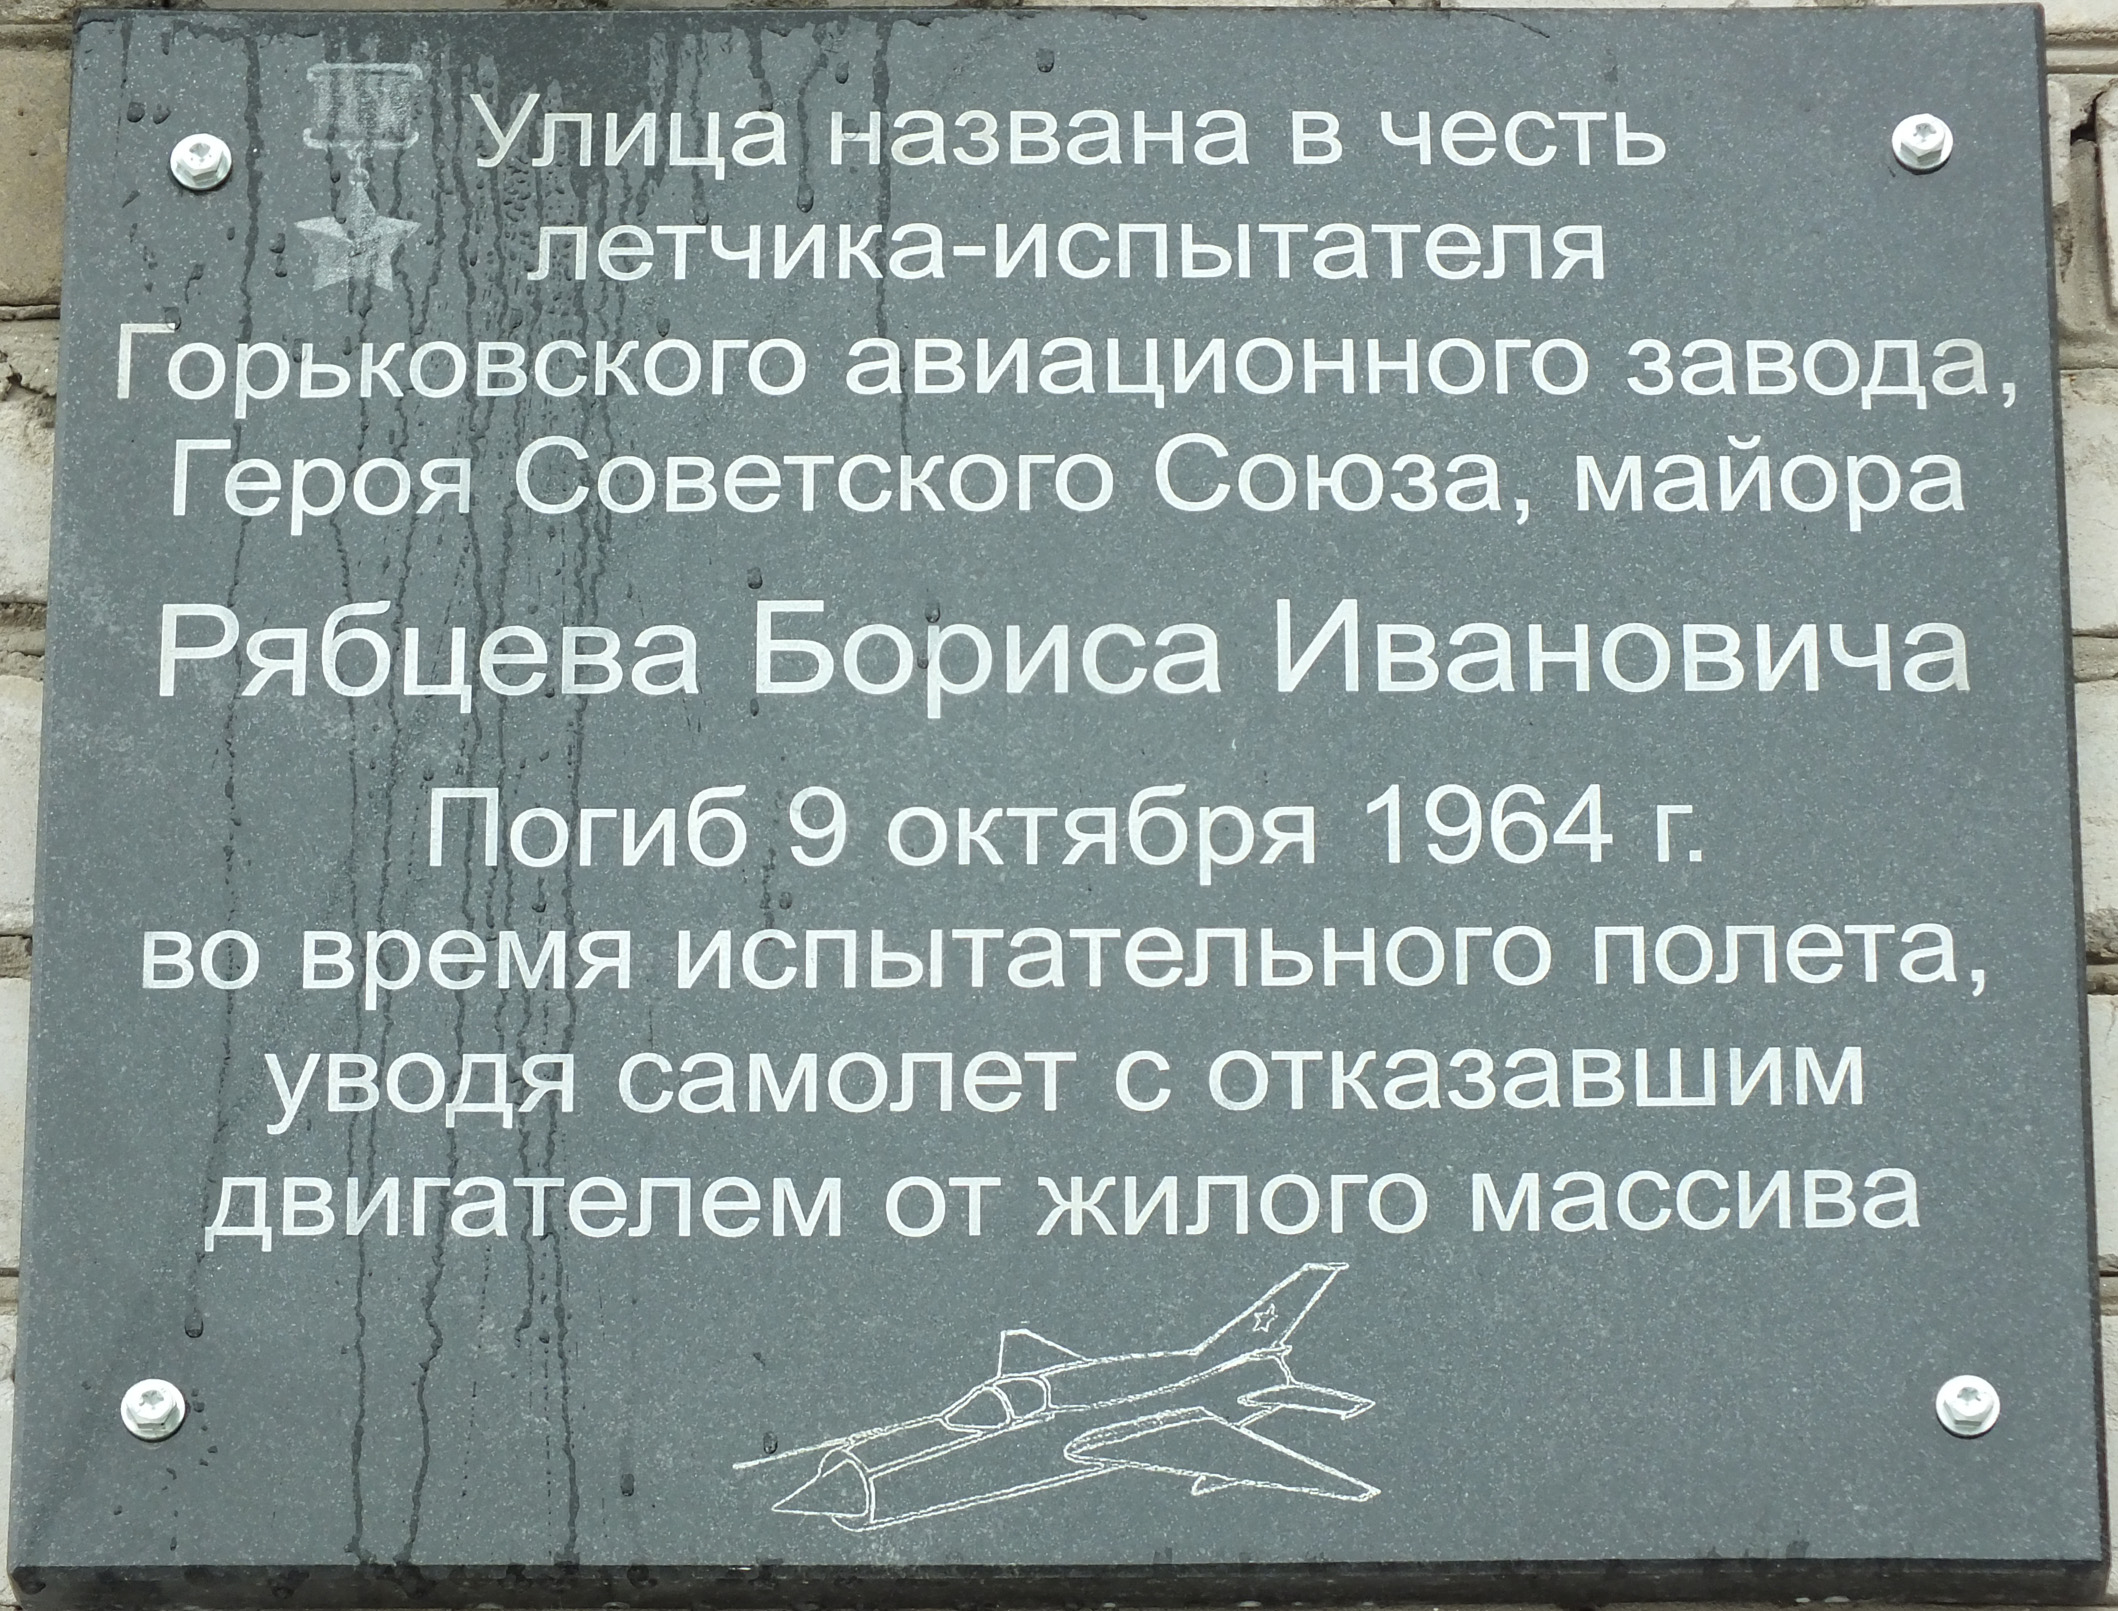 Улица названа в честь
летчика-испытателя
Горьковского авиационного завода,
Героя Советского Союза, майора
Рябцева Бориса Ивановича
Погиб 9 октября 1964 г.
во время испытательного полета,
уводя самолет с отказавшим
двигателем от жилого массива